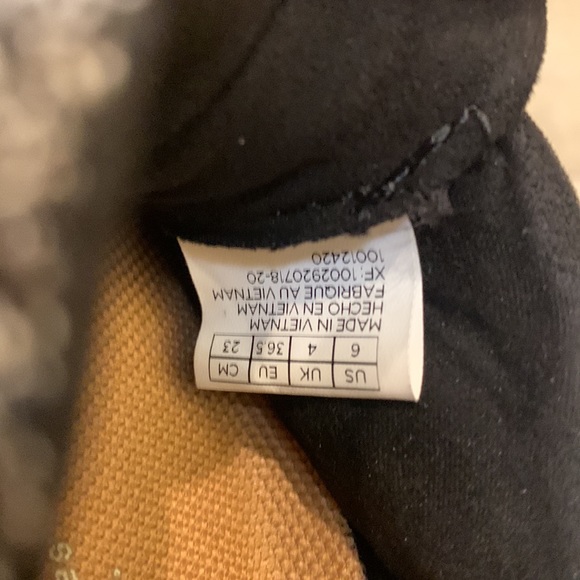 US UK EU CM
6 4 36.5 23
MADE IN VIETNAM
HECHO EN VIETNAM
FABRIQUE AU VIETNAM
XF: 1002920718-20
10012420